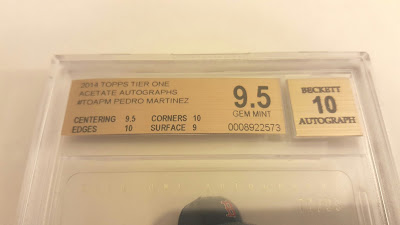 2014 TOPPS TIER ONE
ACETATE AUTOGRAPHS
#TOAPM PEDRO MARTINEZ
CENTERING 9.5 CORNERS 10
EDGES 10 SURFACE 9
9.5
GEM MINT
0008922573
BECKETT
10
AUTOGRAPH
B